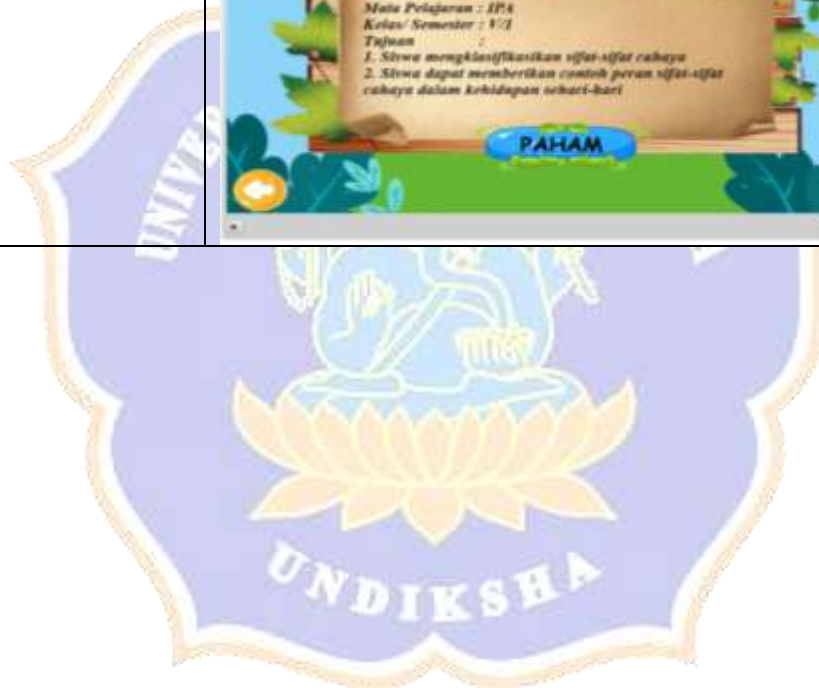 Mata Pelajaran : IPA
Kelas/ Semester : V/1
Tujuan :
1. Siswa mengklasifikasikan sifat-sifat cahaya
2. Siswa dapat memberikan contoh peran sifat-sifat
cahaya dalam kehidupan sehari-hari
PAHAM
UNDIKSHA